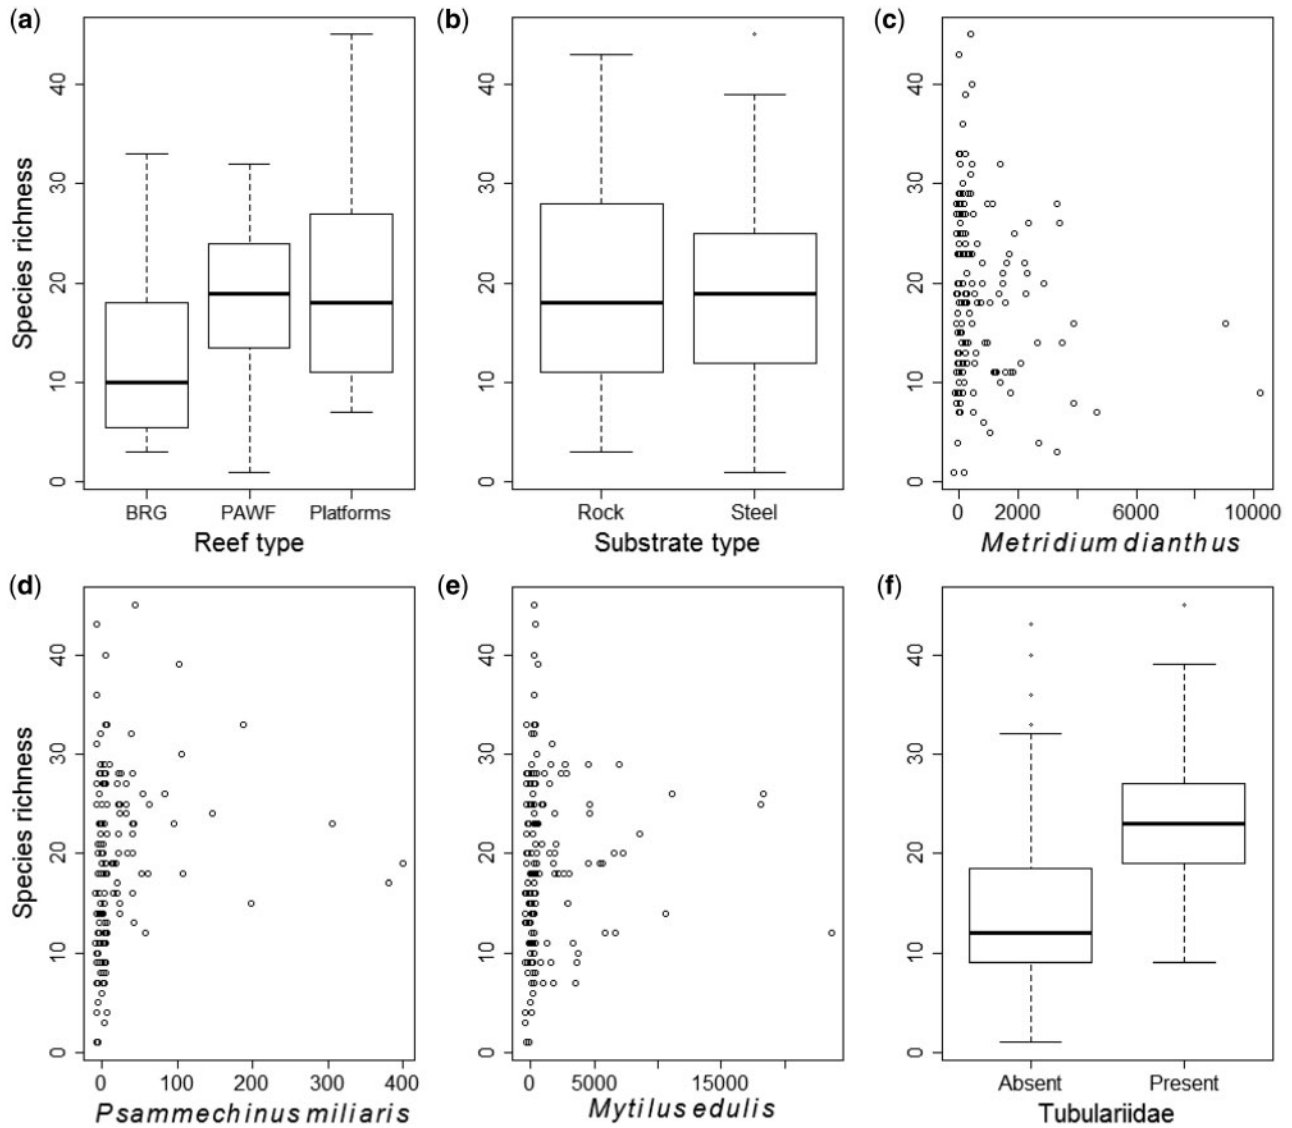 (a)
Species richness
0
10
20
30
40
BRG PAWF Platforms
Reef type
(b)
0
10
20
30
40
Rock Steel
Substrate type
(c)
0
10
20
30
40
0 2000 6000 10000
Metridium dianthus
(d)
Species richness
0
10
20
30
40
0 100 200 300 400
Psammechinus miliaris
(e)
0
10
20
30
40
0 5000 15000
Mytilus edulis
(f)
0
10
20
30
40
Absent Present
Tubulariidae